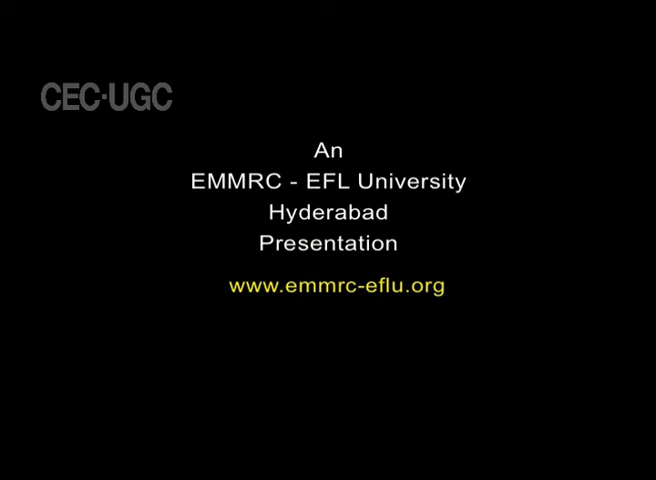 CEC-UGC
An
EMMRC - EFL University
Hyderabad
Presentation
www.emmrc-eflu.org